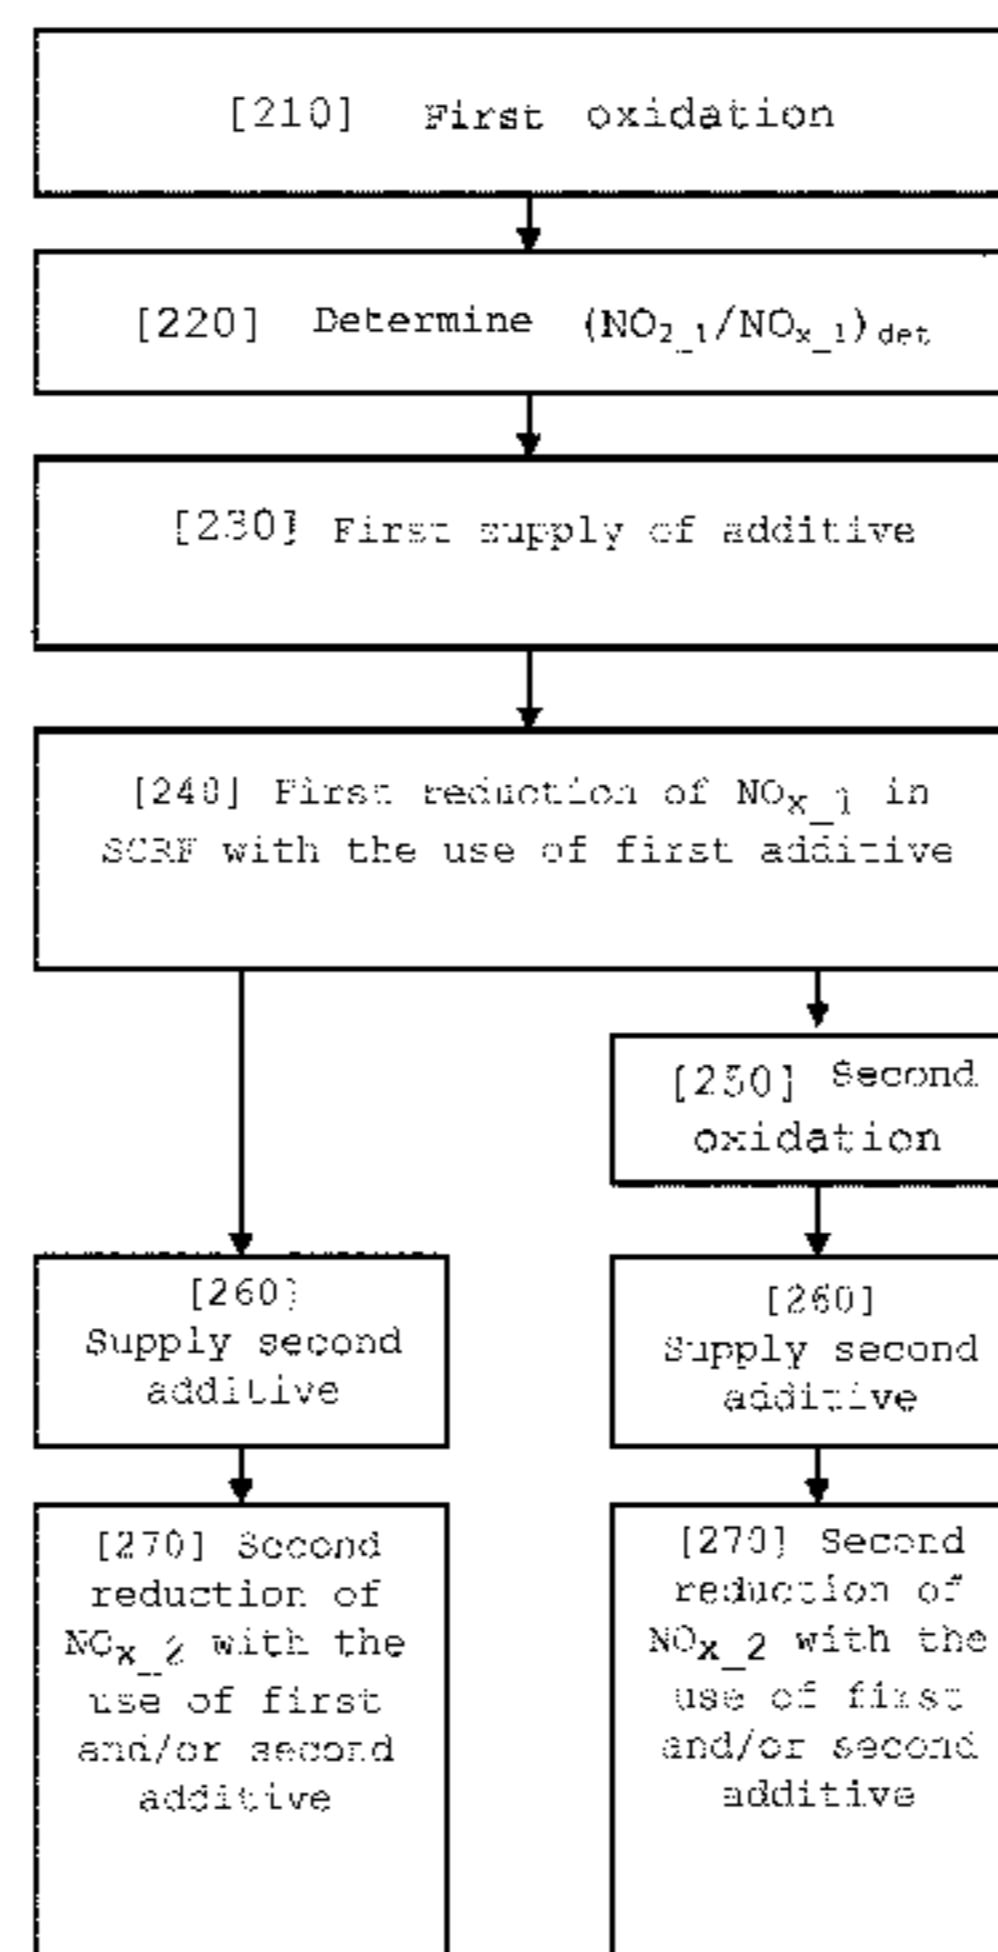 [210] First oxidation
[220] Determine (NO2_1/NOx_1)det
[230] First supply of additive
[240] First reduction of NOx_1 in
SCRF with the use of first additive
[250] Second
oxidation
[260]
Supply second
additive
[260]
Supply second
additive
[270] Second
reduction of
NOx_2 with the
use of first
and/or second
additive
[270] Second
reduction of
NOx_2 with the
use of first
and/or second
additive